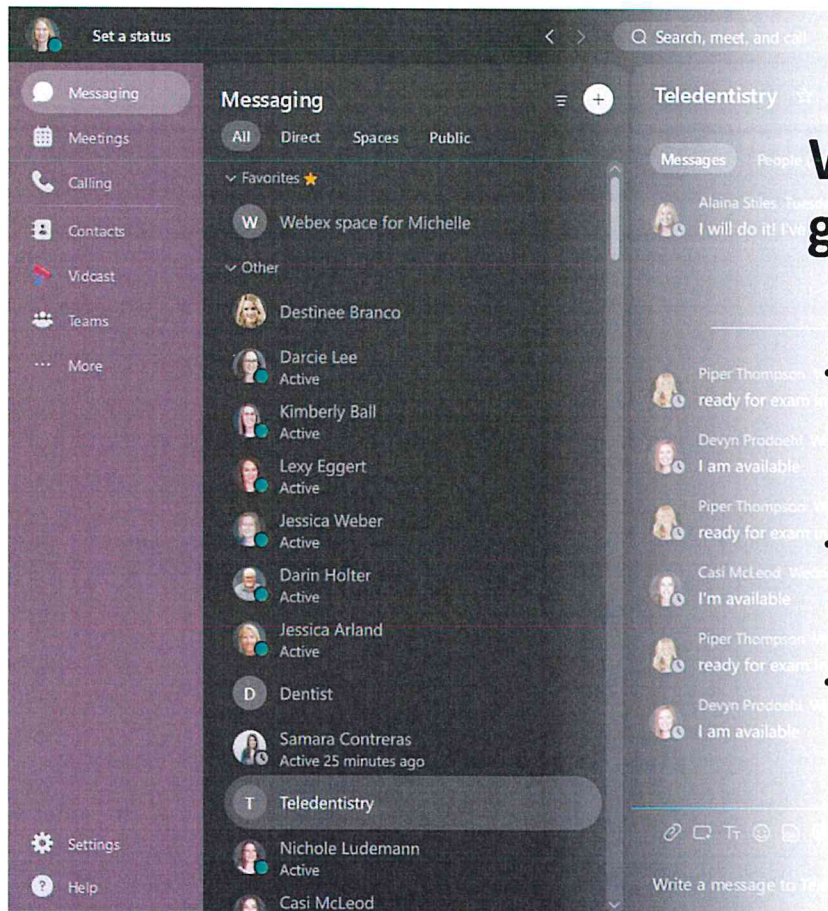 Set a status
Search, meet, and call
Messaging
Meetings
Calling
Contacts
Vidcast
Teams
More
Settings
Help
Messaging
All Direct Spaces Public
Favorites
W Webex space for Michelle
Other
Destinee Branco
Darcie Lee
Active
Kimberly Ball
Active
Lexy Eggert
Active
Jessica Weber
Active
Darin Holter
Active
Jessica Arland
Active
D Dentist
Samara Contreras
Active 25 minutes ago
T Teledentistry
Nichole Ludemann
Active
Casi McLeod
Teledentistry
Messages People
Alaina Stiles
I will do it! I've
Piper Thompson
ready for exam
Devyn Prodoehl
I am available
Piper Thompson
ready for exam
Casi McLeod
I'm available
Piper Thompson
ready for exam
Devyn Prodoehl
I am available
Write a message to
W
g